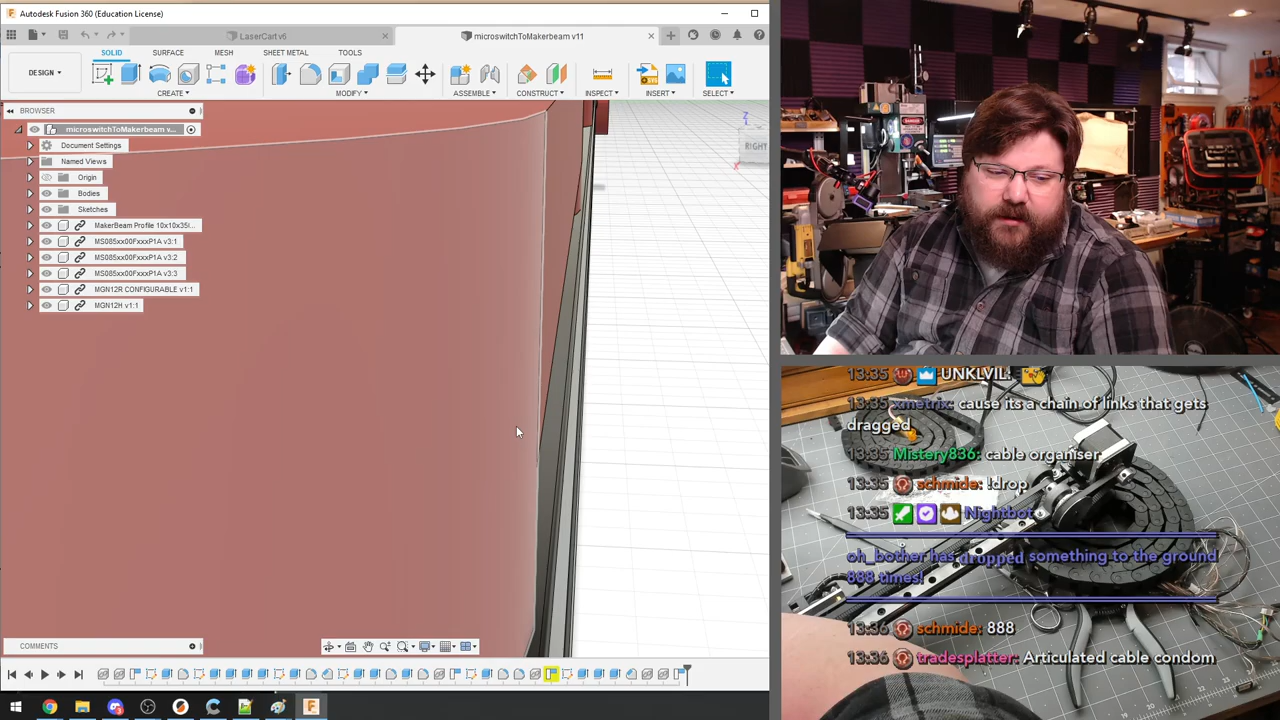 Autodesk Fusion 360 (Education License)
LaserCart v6
microswitchToMakerbeam v11
SOLID
SURFACE
MESH
SHEET METAL
TOOLS
DESIGN
CREATE
MODIFY
ASSEMBLE
CONSTRUCT
INSPECT
INSERT
SELECT
BROWSER
microswitchToMakerbeam v...
Document Settings
Named Views
Origin
Bodies
Sketches
MakerBeam Profile 10x10x35(...
MS085xx00FxxxP1A v3:1
MS085xx00FxxxP1A v3:2
MS085xx00FxxxP1A v3:3
MGN12R CONFIGURABLE v1:1
MGN12H v1:1
Z
RIGHT
X
COMMENTS
13:35 UNKLVIL:
13:35 xmetrix: cause its a chain of links that gets
dragged
13:35 Mistery836: cable organiser
13:35 schmide: !drop
13:35 Nightbot
oh_bother has dropped something to the ground
888 times!
13:36 schmide: 888
13:36 tradesplatter: Articulated cable condom